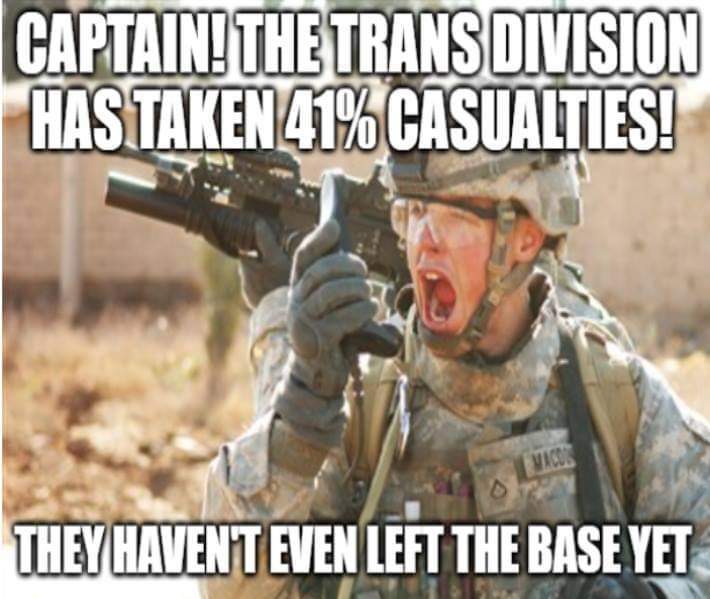 CAPTAIN! THE TRANS DIVISION
HAS TAKEN 41% CASUALTIES!
THEY HAVEN'T EVEN LEFT THE BASE YET